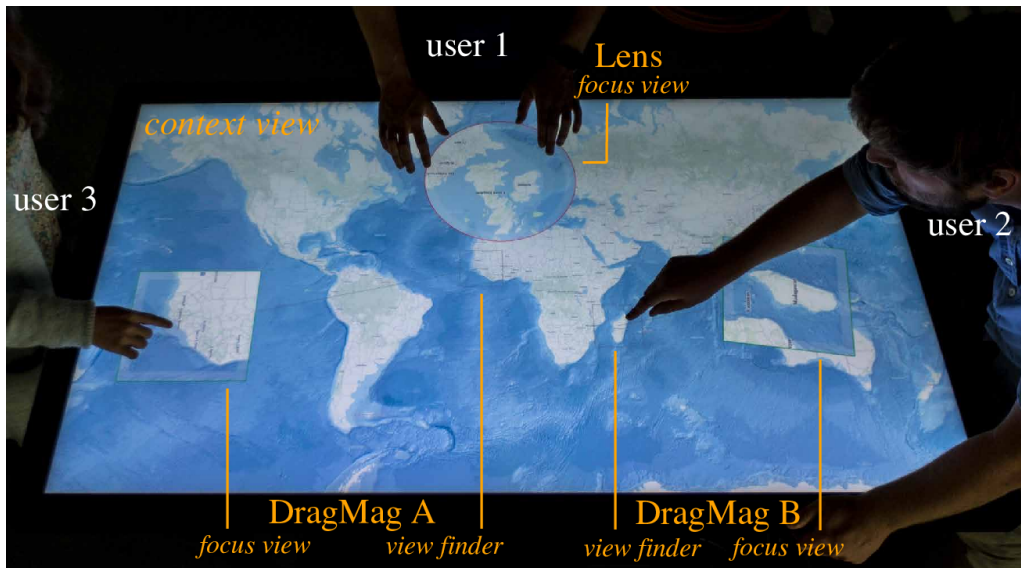 user 1
Lens
focus view
context view
user 3
user 2
DragMag A
DragMag B
focus view
view finder
view finder
focus view